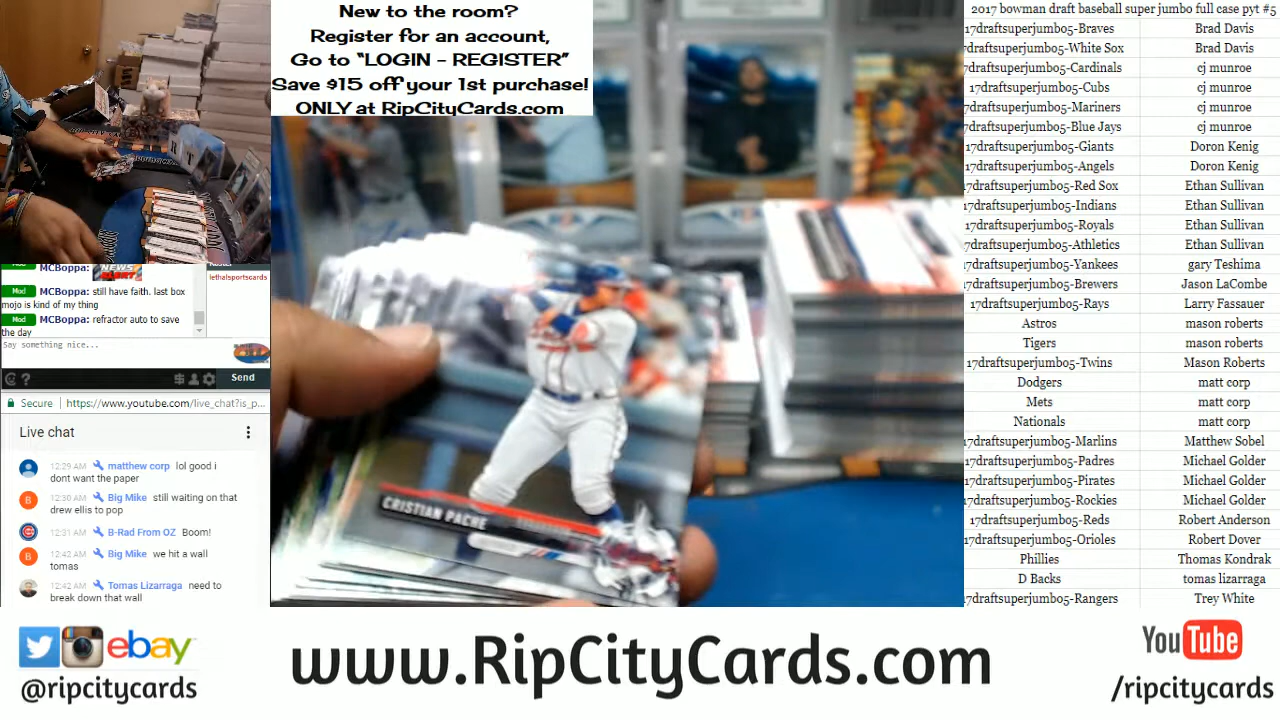 New to the room?
Register for an account,
Go to “LOGIN - REGISTER”
Save $15 off your 1st purchase!
ONLY at RipCityCards.com
2017 bowman draft baseball super jumbo full case pyt #5
17draftsuperjumbo5-Braves Brad Davis
17draftsuperjumbo5-White Sox Brad Davis
17draftsuperjumbo5-Cardinals cj munroe
17draftsuperjumbo5-Cubs cj munroe
17draftsuperjumbo5-Mariners cj munroe
17draftsuperjumbo5-Blue Jays cj munroe
17draftsuperjumbo5-Giants Doron Kenig
17draftsuperjumbo5-Angels Doron Kenig
17draftsuperjumbo5-Red Sox Ethan Sullivan
17draftsuperjumbo5-Indians Ethan Sullivan
17draftsuperjumbo5-Royals Ethan Sullivan
17draftsuperjumbo5-Athletics Ethan Sullivan
17draftsuperjumbo5-Yankees gary Teshima
17draftsuperjumbo5-Brewers Jason LaCombe
17draftsuperjumbo5-Rays Larry Fassauer
Astros mason roberts
Tigers mason roberts
17draftsuperjumbo5-Twins Mason Roberts
Dodgers matt corp
Mets matt corp
Nationals matt corp
17draftsuperjumbo5-Marlins Matthew Sobel
17draftsuperjumbo5-Padres Michael Golder
17draftsuperjumbo5-Pirates Michael Golder
17draftsuperjumbo5-Rockies Michael Golder
17draftsuperjumbo5-Reds Robert Anderson
17draftsuperjumbo5-Orioles Robert Dover
Phillies Thomas Kondrak
D Backs tomas lizarraga
17draftsuperjumbo5-Rangers Trey White
MCBoppa:
lethalsportscards
Mod MCBoppa: still have faith. last box
mojo is kind of my thing
Mod MCBoppa: refractor auto to save
the day
Say something nice...
Send
Secure https://www.youtube.com/live_chat?is_p...
Live chat
12:29 AM matthew corp lol good i
dont want the paper
12:30 AM Big Mike still waiting on that
drew ellis to pop
12:31 AM B-Rad From OZ Boom!
12:42 AM Big Mike we hit a wall
tomas
12:42 AM Tomas Lizarraga need to
break down that wall
CRISTIAN PACHE
ebay
@ripcitycards
www.RipCityCards.com
YouTube
/ripcitycards